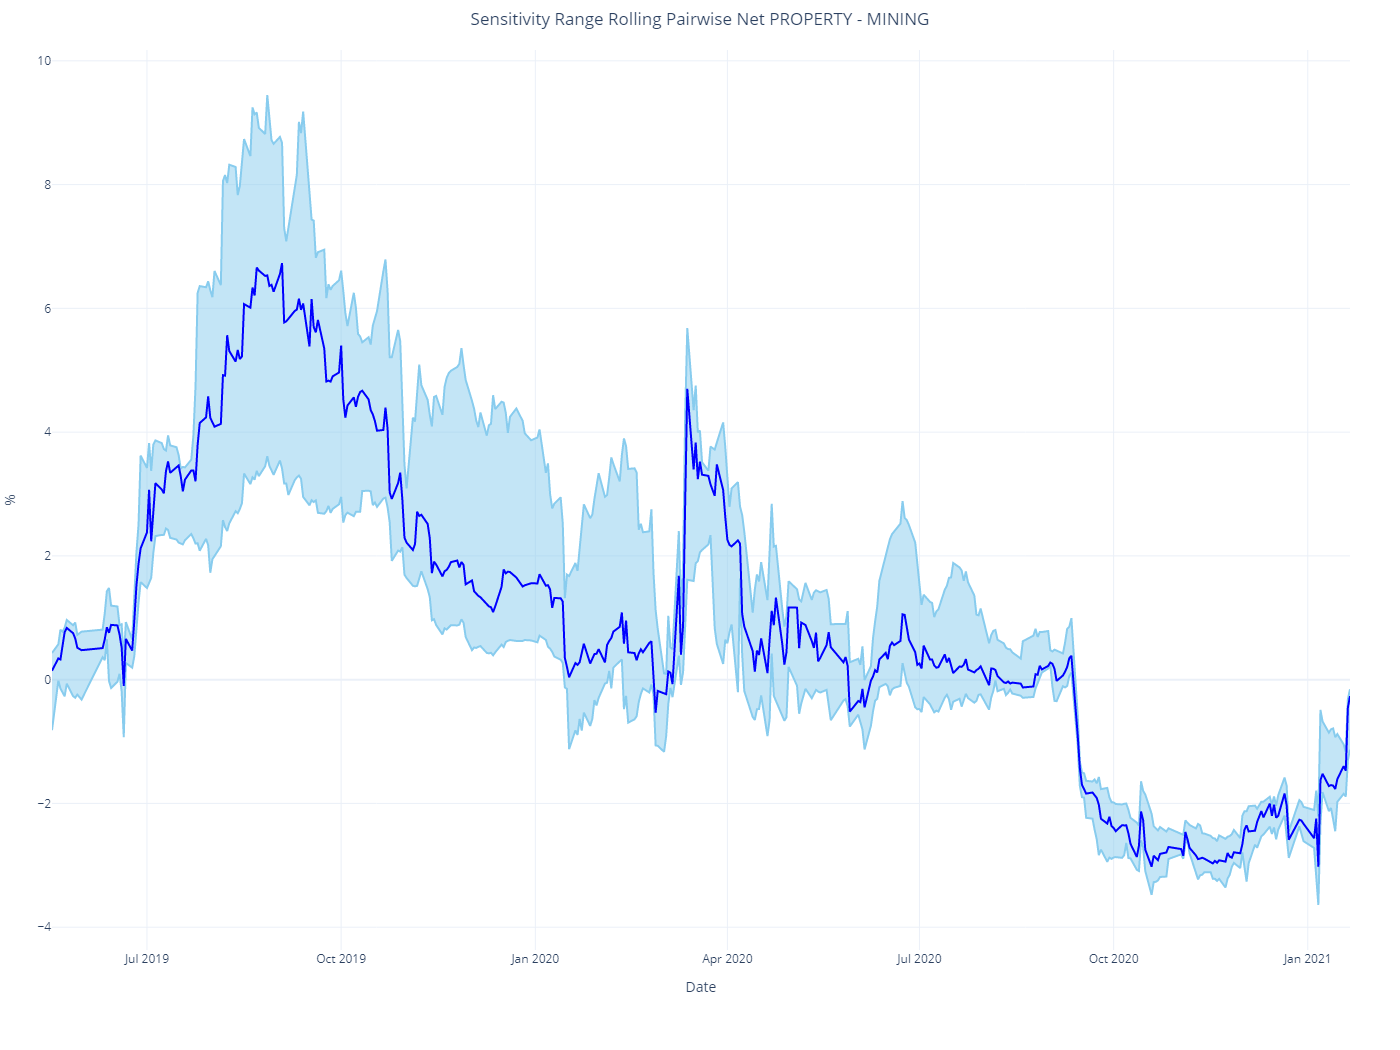 Sensitivity Range Rolling Pairwise Net PROPERTY - MINING
10
8
6
4
2
0
−2
−4
%
Jul 2019
Oct 2019
Jan 2020
Apr 2020
Jul 2020
Oct 2020
Jan 2021
Date